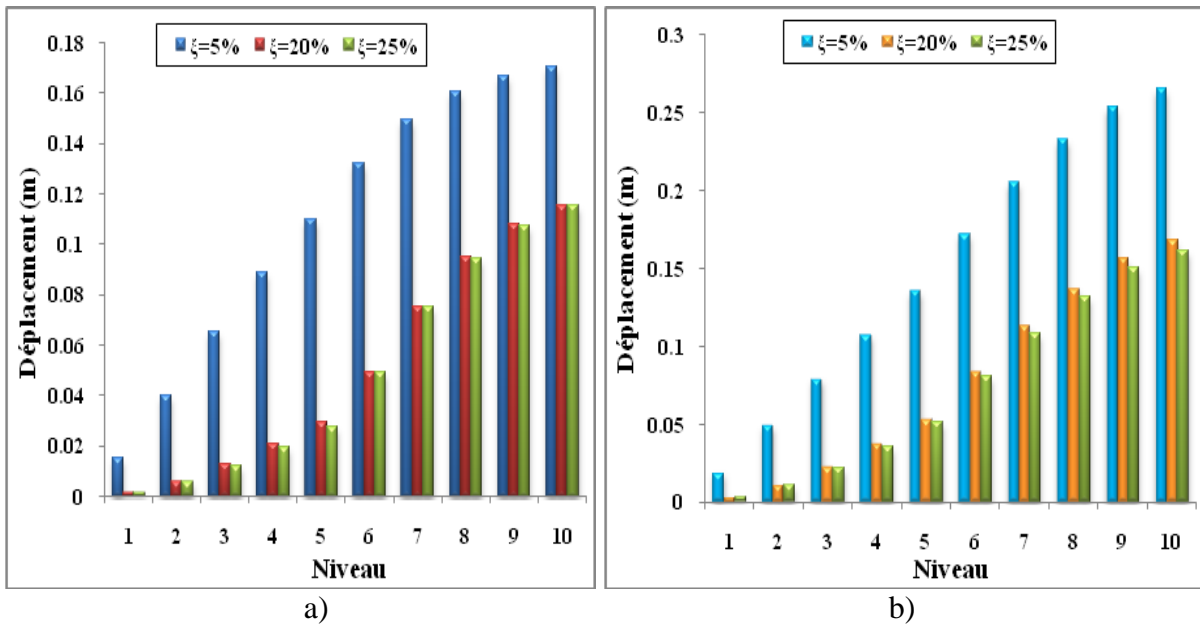 ξ=5% ξ=20% ξ=25%
0.18
0.16
0.14
0.12
0.1
0.08
0.06
0.04
0.02
0
Déplacement (m)
1 2 3 4 5 6 7 8 9 10
Niveau
a)
ξ=5% ξ=20% ξ=25%
0.3
0.25
0.2
0.15
0.1
0.05
0
Déplacement (m)
1 2 3 4 5 6 7 8 9 10
Niveau
b)